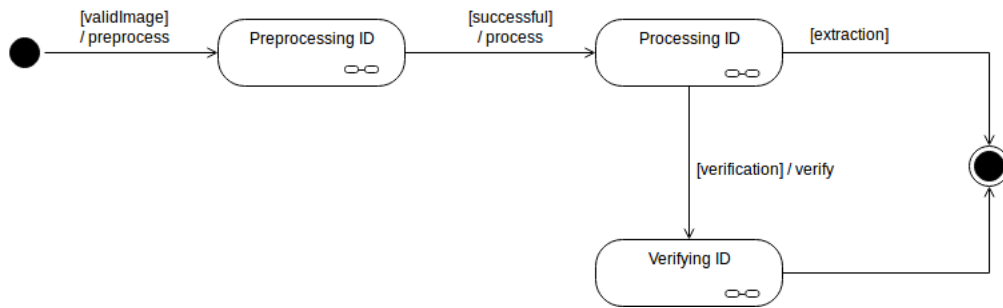 [validImage]
/ preprocess
Preprocessing ID
[successful]
/ process
Processing ID
[extraction]
[verification] / verify
Verifying ID